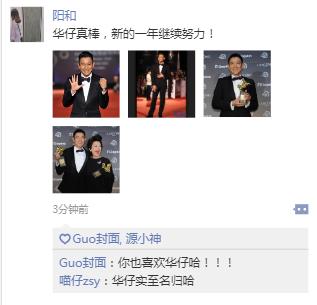 阳和
华仔真棒，新的一年继续努力！
3分钟前
Guo封面, 源小神
Guo封面：你也喜欢华仔哈！！！
喵仔zsy：华仔实至名归哈